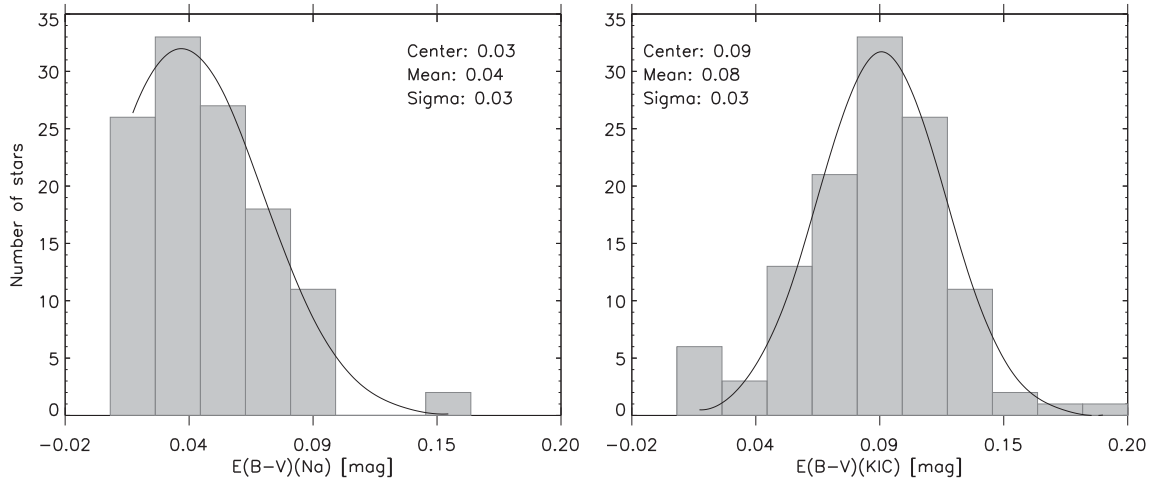 Number of stars
35
30
25
20
15
10
5
0
Center: 0.03
Mean: 0.04
Sigma: 0.03
−0.02 0.04 0.09 0.15 0.20
E(B−V)(Na) [mag]
35
30
25
20
15
10
5
0
Center: 0.09
Mean: 0.08
Sigma: 0.03
−0.02 0.04 0.09 0.15 0.20
E(B−V)(KIC) [mag]